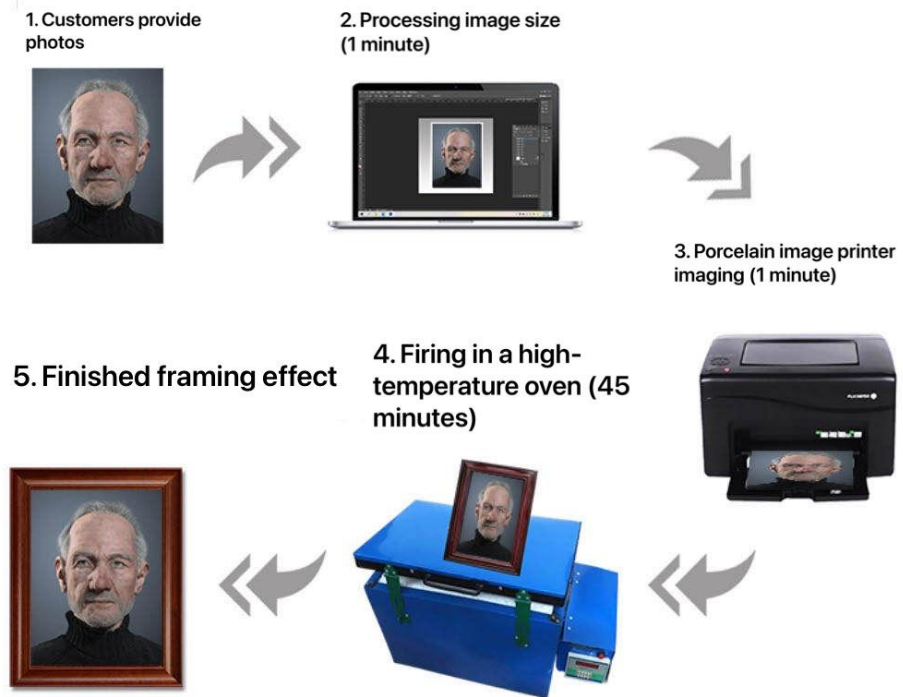 1. Customers provide
photos
2. Processing image size
(1 minute)
3. Porcelain image printer
imaging (1 minute)
4. Firing in a high-
temperature oven (45
minutes)
5. Finished framing effect